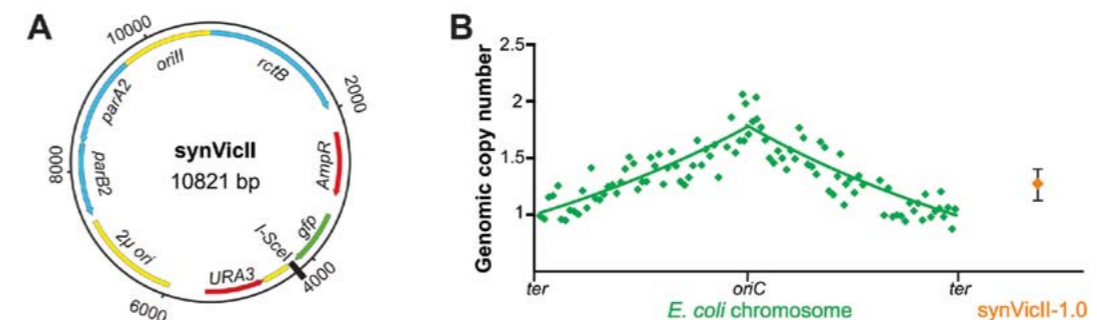 A
10000
oriII
rctB
2000
parA2
synVicII
10821 bp
AmpR
8000
parB2
gfp
2µ ori
I-SceI
URA3
4000
6000
B
Genomic copy number
2.5
2
1.5
1
ter
oriC
ter
E. coli chromosome
synVicII-1.0